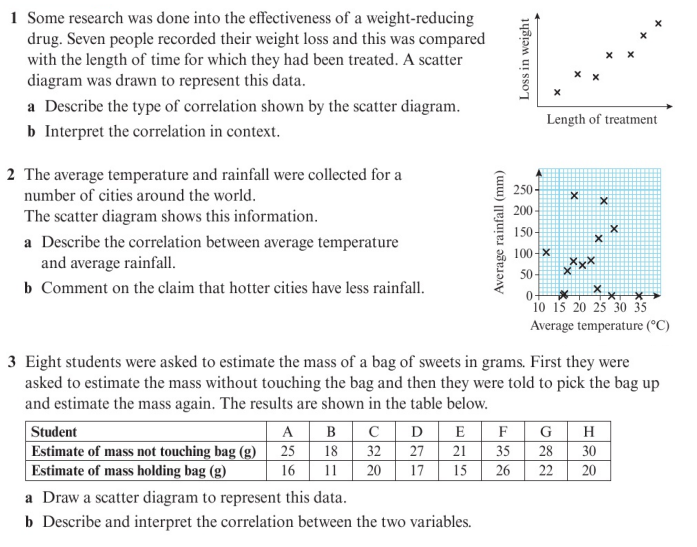 1 Some research was done into the effectiveness of a weight-reducing
drug. Seven people recorded their weight loss and this was compared
with the length of time for which they had been treated. A scatter
diagram was drawn to represent this data.
a Describe the type of correlation shown by the scatter diagram.
b Interpret the correlation in context.
Loss in weight
Length of treatment
2 The average temperature and rainfall were collected for a
number of cities around the world.
The scatter diagram shows this information.
a Describe the correlation between average temperature
and average rainfall.
b Comment on the claim that hotter cities have less rainfall.
Average rainfall (mm)
250
200
150
100
50
0
10 15 20 25 30 35
Average temperature (°C)
3 Eight students were asked to estimate the mass of a bag of sweets in grams. First they were
asked to estimate the mass without touching the bag and then they were told to pick the bag up
and estimate the mass again. The results are shown in the table below.
Student A B C D E F G H
Estimate of mass not touching bag (g) 25 18 32 27 21 35 28 30
Estimate of mass holding bag (g) 16 11 20 17 15 26 22 20
a Draw a scatter diagram to represent this data.
b Describe and interpret the correlation between the two variables.